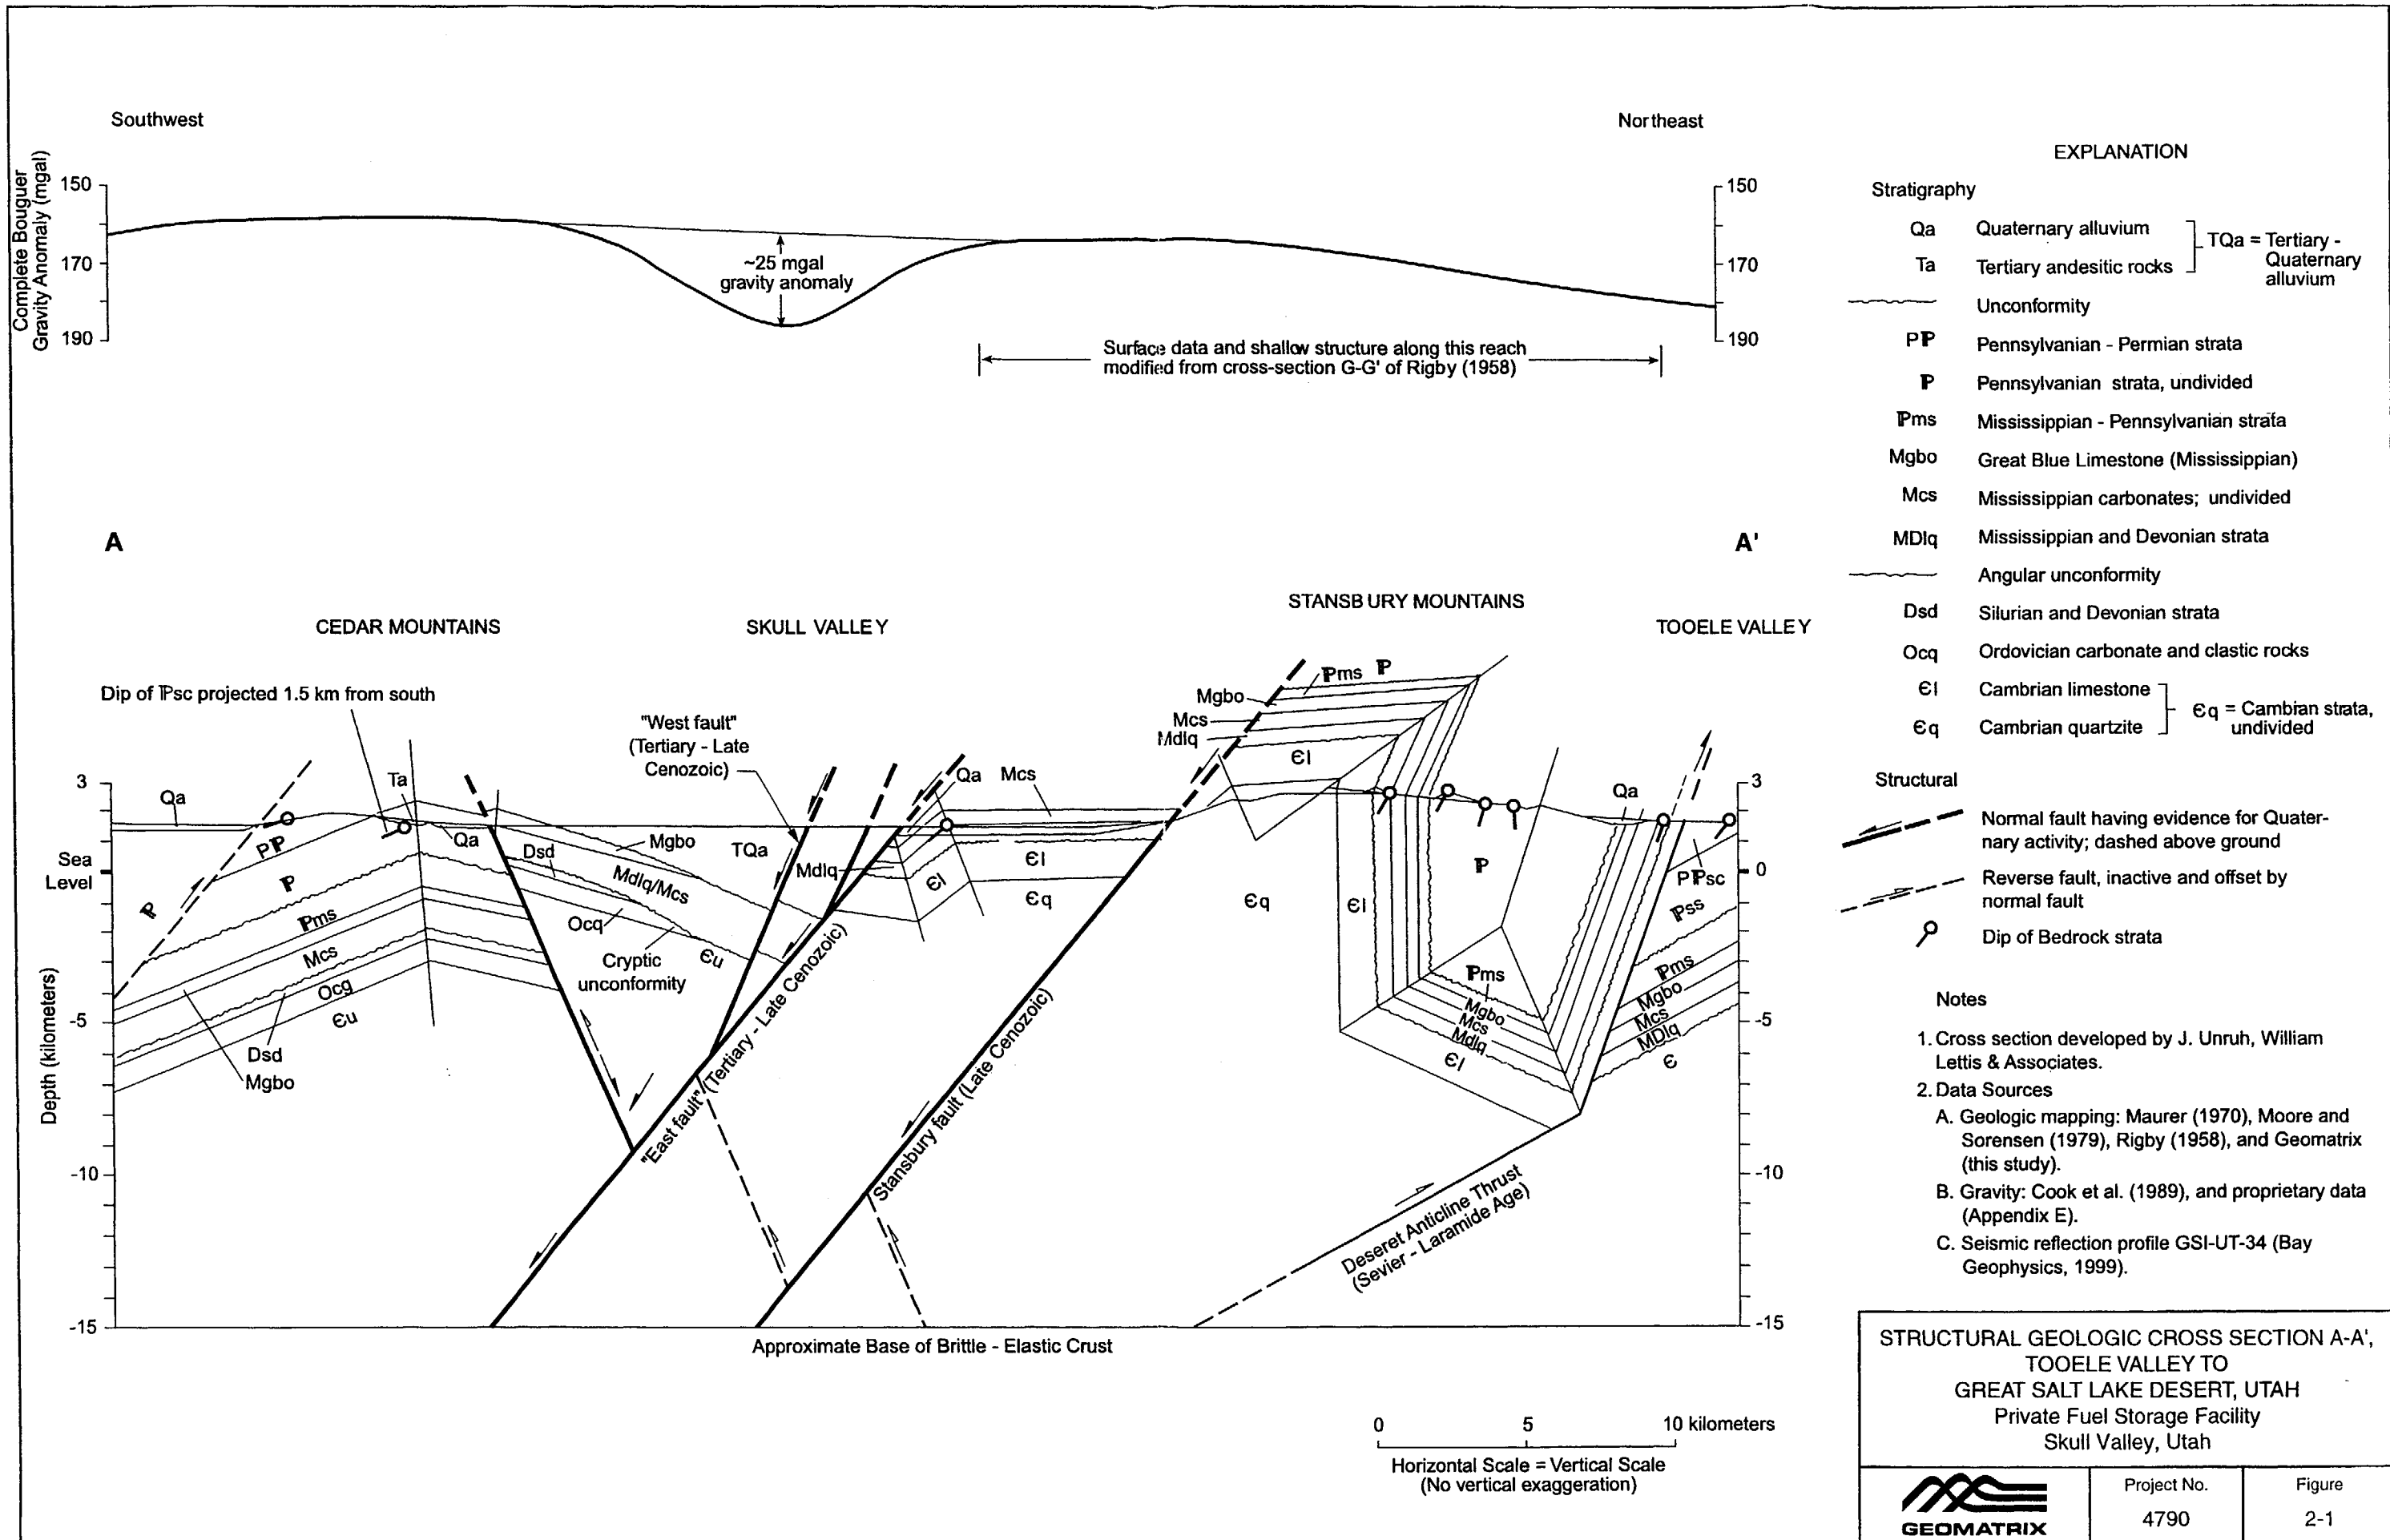 Southwest
Northeast
Complete Bouguer
Gravity Anomaly (mgal)
150
170
190
150
170
190
~25 mgal
gravity anomaly
Surface data and shallow structure along this reach
modified from cross-section G-G' of Rigby (1958)
A
A'
CEDAR MOUNTAINS
SKULL VALLEY
STANSBURY MOUNTAINS
TOOELE VALLEY
Dip of ℙsc projected 1.5 km from south
"West fault"
(Tertiary - Late
Cenozoic)
ℙms
ℙ
Mgbo
Mcs
Mdlq
Єl
3
Sea
Level
Depth (kilometers)
-5
-10
-15
3
0
-5
-10
-15
Qa
Ta
Qa
Pℙ
ℙ
ℙ
ℙms
Mcs
Ocg
Єu
Dsd
Mgbo
Dsd
Mgbo
Mdlq/Mcs
Ocq
Cryptic
unconformity
Єu
TQa
Mdlq
Qa
Mcs
Єl
Єl
Єq
"East fault" (Tertiary - Late Cenozoic)
Stansbury fault (Late Cenozoic)
Єq
Єl
ℙ
Qa
ℙms
Mgbo
Mcs
Mdlq
Єl
Pℙsc
ℙss
ℙms
Mgbo
Mcs
MDlq
Є
Deseret Anticline Thrust
(Sevier - Laramide Age)
Approximate Base of Brittle - Elastic Crust
0 5 10 kilometers
Horizontal Scale = Vertical Scale
(No vertical exaggeration)
EXPLANATION
Stratigraphy
Qa Quaternary alluvium
Ta Tertiary andesitic rocks
TQa = Tertiary -
Quaternary
alluvium
Unconformity
Pℙ Pennsylvanian - Permian strata
ℙ Pennsylvanian strata, undivided
ℙms Mississippian - Pennsylvanian strata
Mgbo Great Blue Limestone (Mississippian)
Mcs Mississippian carbonates; undivided
MDlq Mississippian and Devonian strata
Angular unconformity
Dsd Silurian and Devonian strata
Ocq Ordovician carbonate and clastic rocks
Єl Cambrian limestone
Єq Cambrian quartzite
Єq = Cambian strata,
undivided
Structural
Normal fault having evidence for Quater-
nary activity; dashed above ground
Reverse fault, inactive and offset by
normal fault
Dip of Bedrock strata
Notes
1. Cross section developed by J. Unruh, William
Lettis & Associates.
2. Data Sources
A. Geologic mapping: Maurer (1970), Moore and
Sorensen (1979), Rigby (1958), and Geomatrix
(this study).
B. Gravity: Cook et al. (1989), and proprietary data
(Appendix E).
C. Seismic reflection profile GSI-UT-34 (Bay
Geophysics, 1999).
STRUCTURAL GEOLOGIC CROSS SECTION A-A',
TOOELE VALLEY TO
GREAT SALT LAKE DESERT, UTAH
Private Fuel Storage Facility
Skull Valley, Utah
GEOMATRIX
Project No.
4790
Figure
2-1